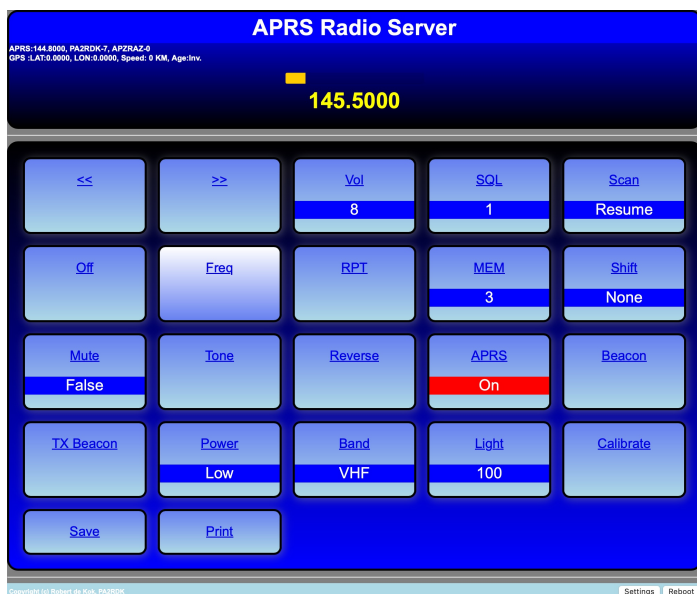 APRS Radio Server
APRS:144.8000, PA2RDK-7, APZRAZ-0
GPS :LAT:0.0000, LON:0.0000, Speed: 0 KM, Age:Inv.
145.5000
<< >> Vol SQL Scan
8 1 Resume
Off Freq RPT MEM Shift
3 None
Mute Tone Reverse APRS Beacon
False On
TX Beacon Power Band Light Calibrate
Low VHF 100
Save Print
Copyright (c) Robert de Kok, PA2RDK Settings Reboot